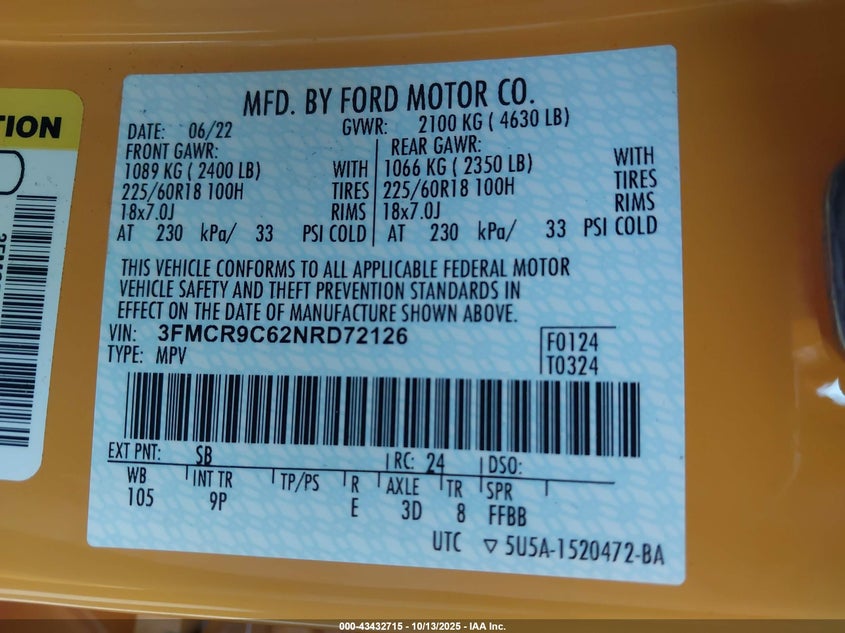 TION
MFD. BY FORD MOTOR CO.
DATE: 06/22 GVWR: 2100 KG ( 4630 LB)
FRONT GAWR: REAR GAWR:
1089 KG ( 2400 LB) WITH 1066 KG ( 2350 LB) WITH
225/60R18 100H TIRES 225/60R18 100H TIRES
18x7.0J RIMS 18x7.0J RIMS
AT 230 kPa/ 33 PSI COLD AT 230 kPa/ 33 PSI COLD
THIS VEHICLE CONFORMS TO ALL APPLICABLE FEDERAL MOTOR
VEHICLE SAFETY AND THEFT PREVENTION STANDARDS IN
EFFECT ON THE DATE OF MANUFACTURE SHOWN ABOVE.
VIN: 3FMCR9C62NRD72126 F0124
TYPE: MPV T0324
EXT PNT: SB RC: 24 DSO:
WB INT TR TP/PS R AXLE TR SPR
105 9P E 3D 8 FFBB
UTC ▽ 5U5A-1520472-BA
000-43432715 - 10/13/2025 - IAA Inc.